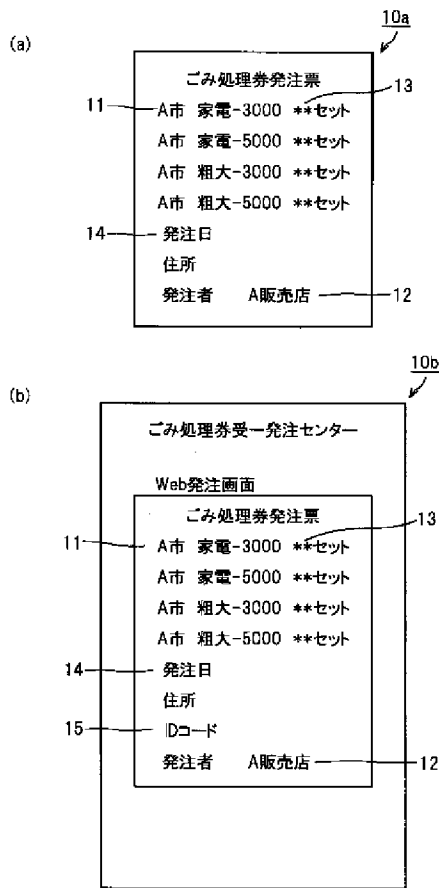 10a
(a)
ごみ処理券発注票
11 A市 家電-3000 **セット 13
A市 家電-5000 **セット
A市 粗大-3000 **セット
A市 粗大-5000 **セット
14 発注日
住所
発注者 A販売店 12
10b
(b)
ごみ処理券受ー発注センター
Web発注画面
ごみ処理券発注票 13
11 A市 家電-3000 **セット
A市 家電-5000 **セット
A市 粗大-3000 **セット
A市 粗大-5000 **セット
14 発注日
住所
15 IDコード
発注者 A販売店 12